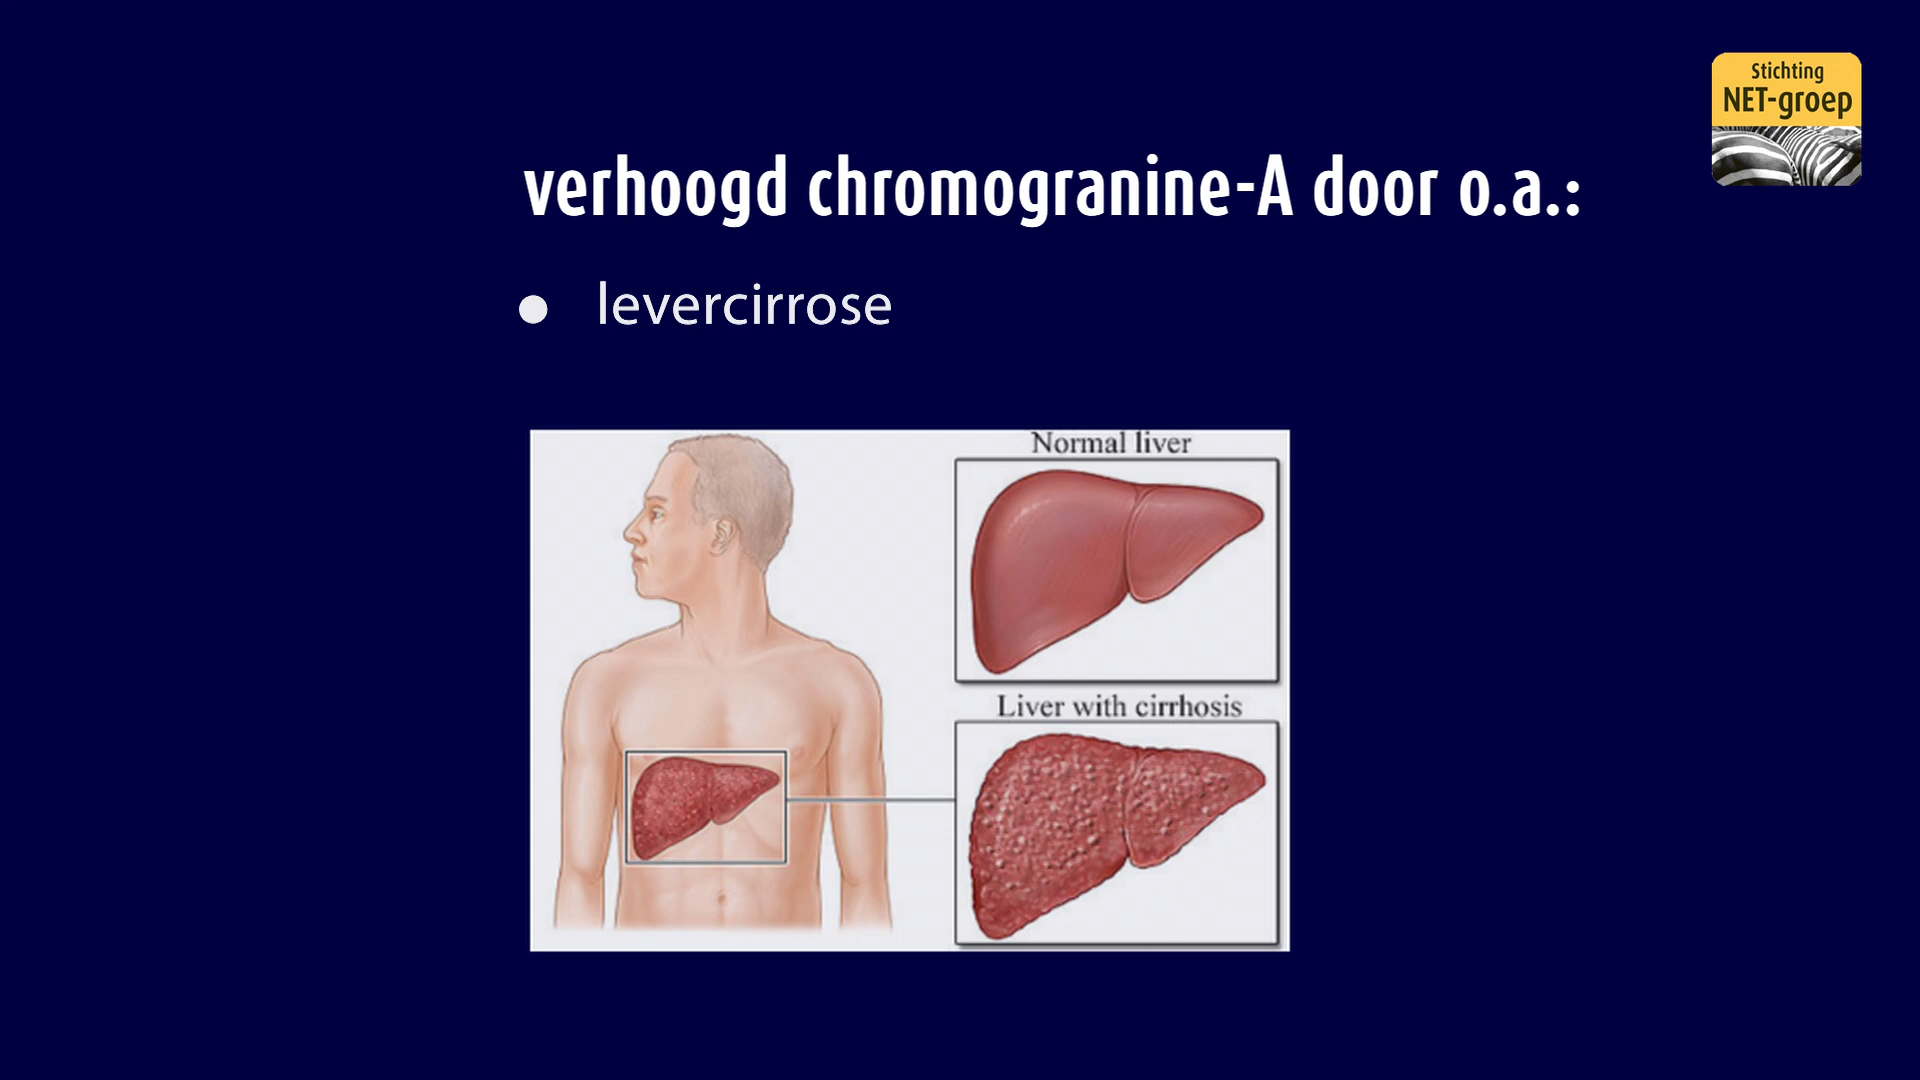 Stichting
NET-groep
verhoogd chromogranine-A door o.a.:
• levercirrose
Normal liver
Liver with cirrhosis